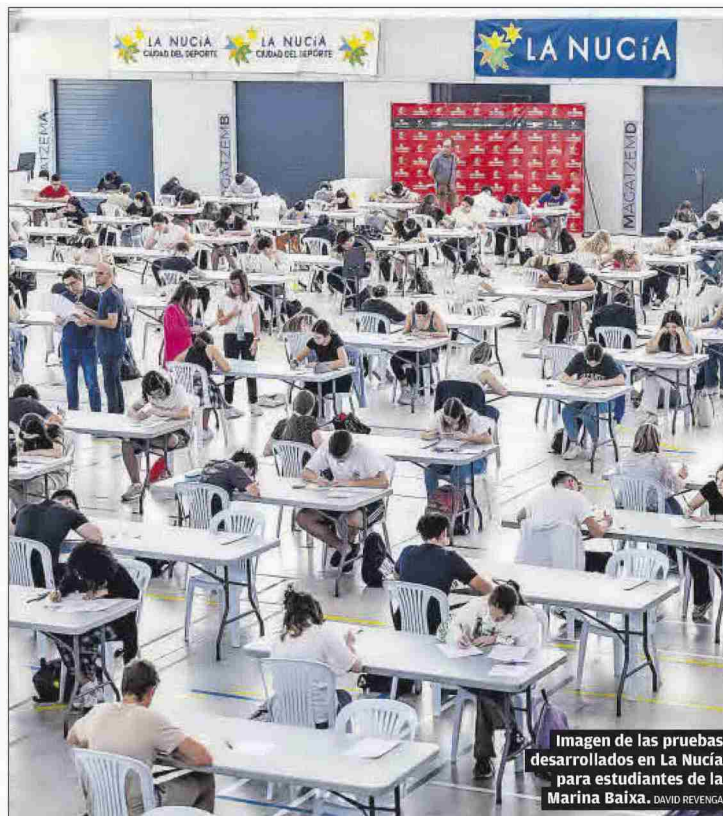 LA NUCÍA
CIUDAD DEL DEPORTE
LA NUCÍA
CIUDAD DEL DEPORTE
LA NUCÍA
MAGATZEM A
MAGATZEM B
MAGATZEM D
Imagen de las pruebas
desarrollados en La Nucía
para estudiantes de la
Marina Baixa. DAVID REVENGA